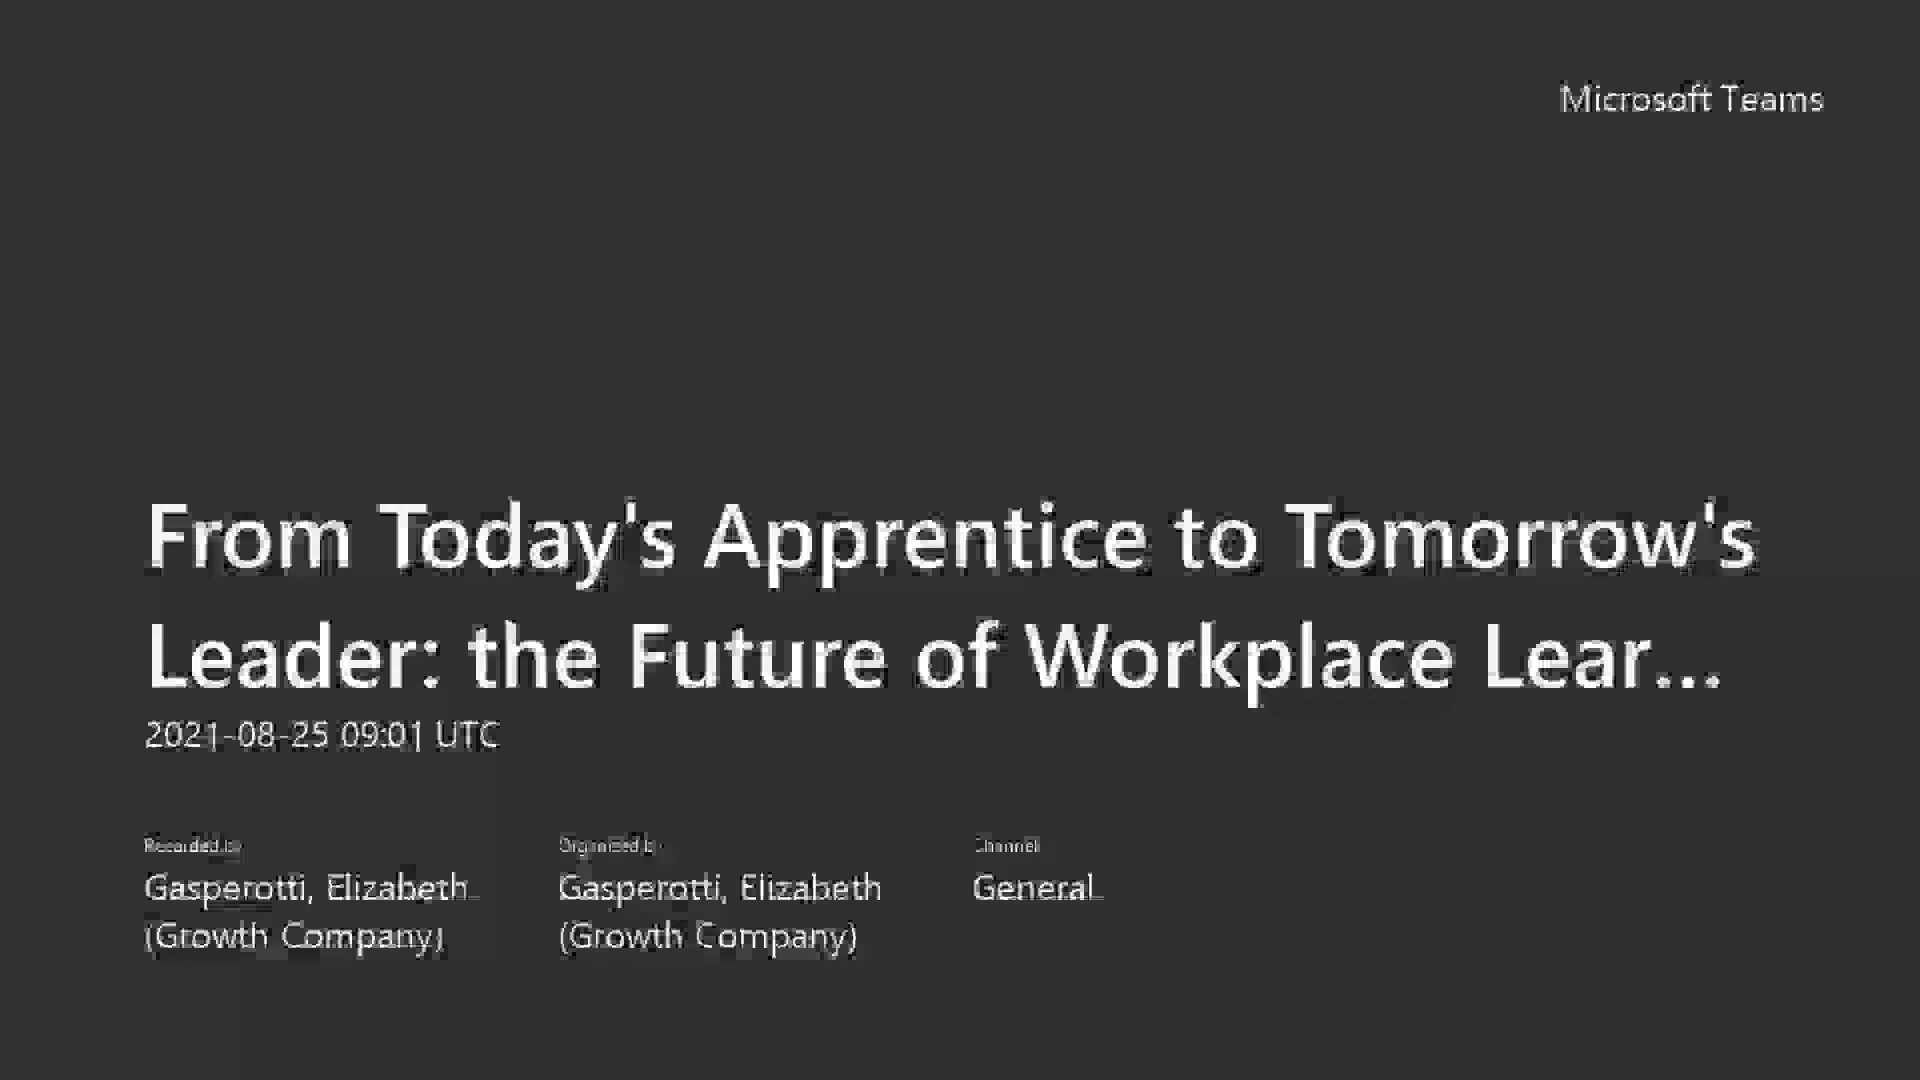 Microsoft Teams
From Today's Apprentice to Tomorrow's
Leader: the Future of Workplace Lear...
2021-08-25 09:01 UTC
Recorded by
Organized by
Channel
Gasperotti, Elizabeth
Gasperotti, Elizabeth
General
(Growth Company)
(Growth Company)